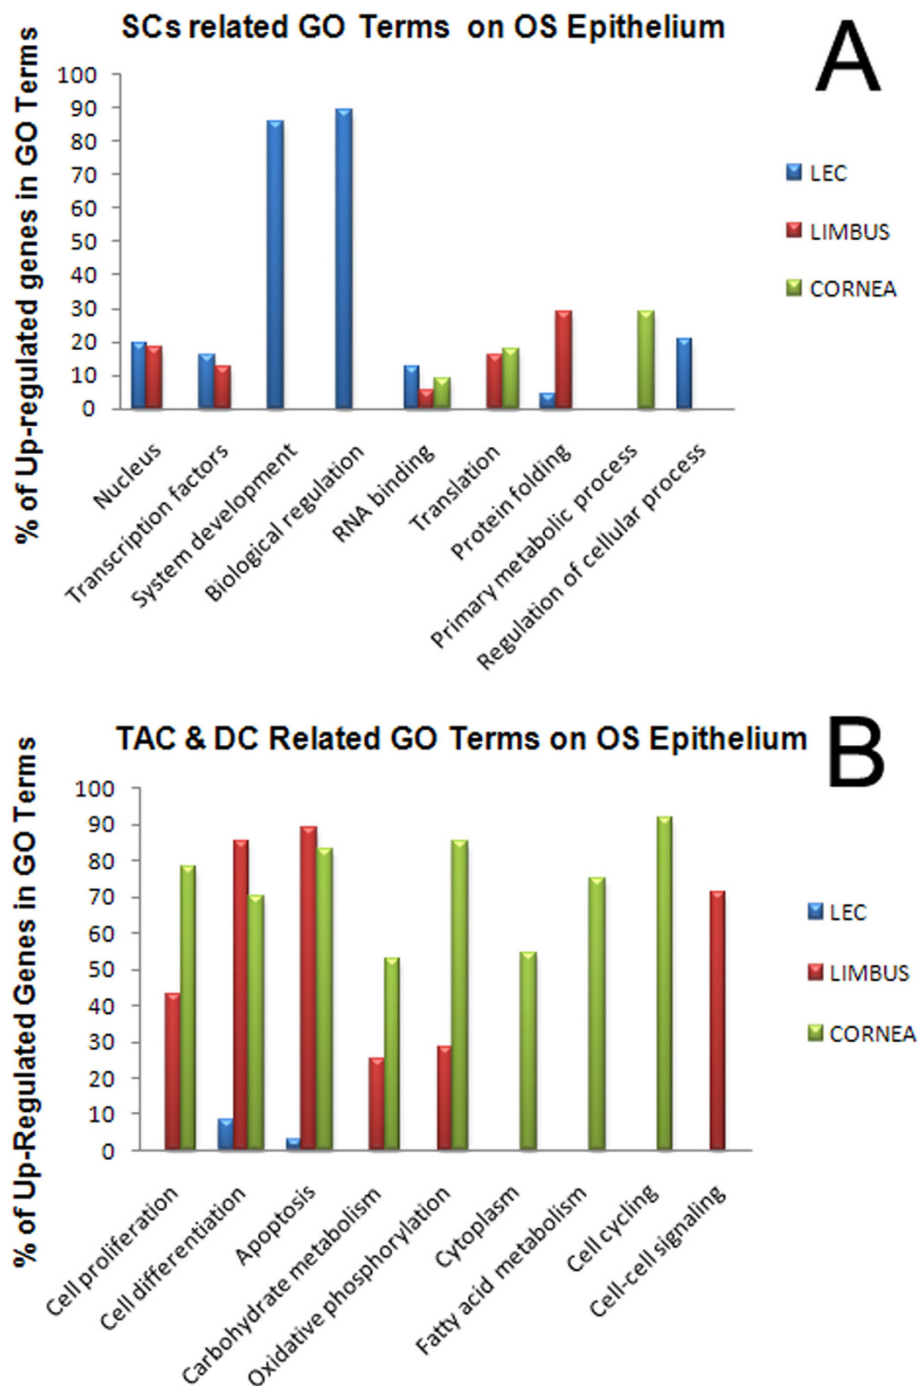 SCs related GO Terms on OS Epithelium
A
% of Up-regulated genes in GO Terms
100
90
80
70
60
50
40
30
20
10
0
Nucleus
Transcription factors
System development
Biological regulation
RNA binding
Translation
Protein folding
Primary metabolic process
Regulation of cellular process
LEC
LIMBUS
CORNEA
TAC & DC Related GO Terms on OS Epithelium
B
% of Up-Regulated Genes in GO Terms
100
90
80
70
60
50
40
30
20
10
0
Cell proliferation
Cell differentiation
Apoptosis
Carbohydrate metabolism
Oxidative phosphorylation
Cytoplasm
Fatty acid metabolism
Cell cycling
Cell-cell signaling
LEC
LIMBUS
CORNEA